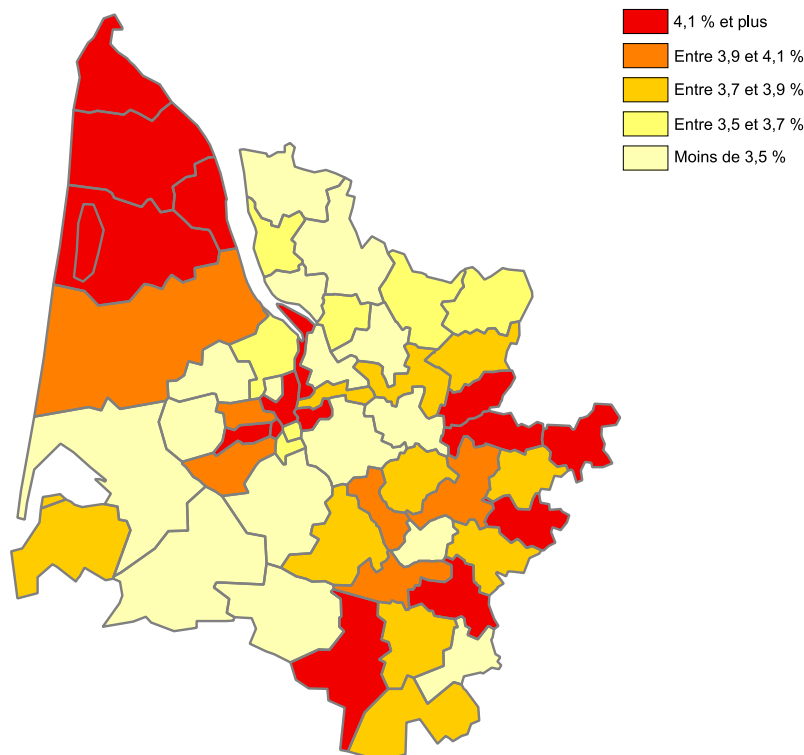 4,1 % et plus
Entre 3,9 et 4,1 %
Entre 3,7 et 3,9 %
Entre 3,5 et 3,7 %
Moins de 3,5 %